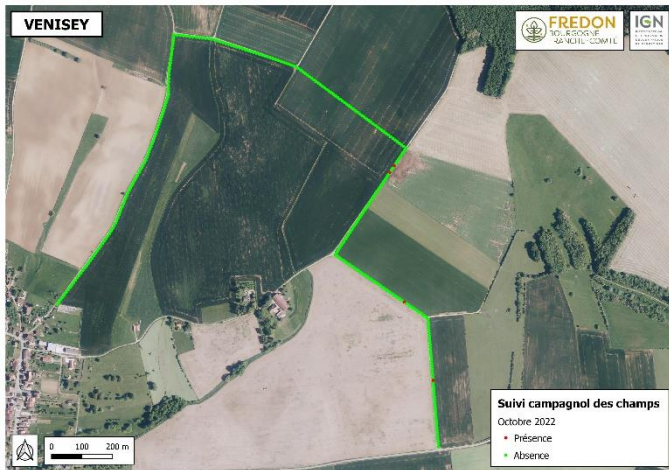 VENISEY
FREDON
BOURGOGNE
FRANCHE-COMTÉ
IGN
Suivi campagnol des champs
Octobre 2022
Présence
Absence
0 100 200 m